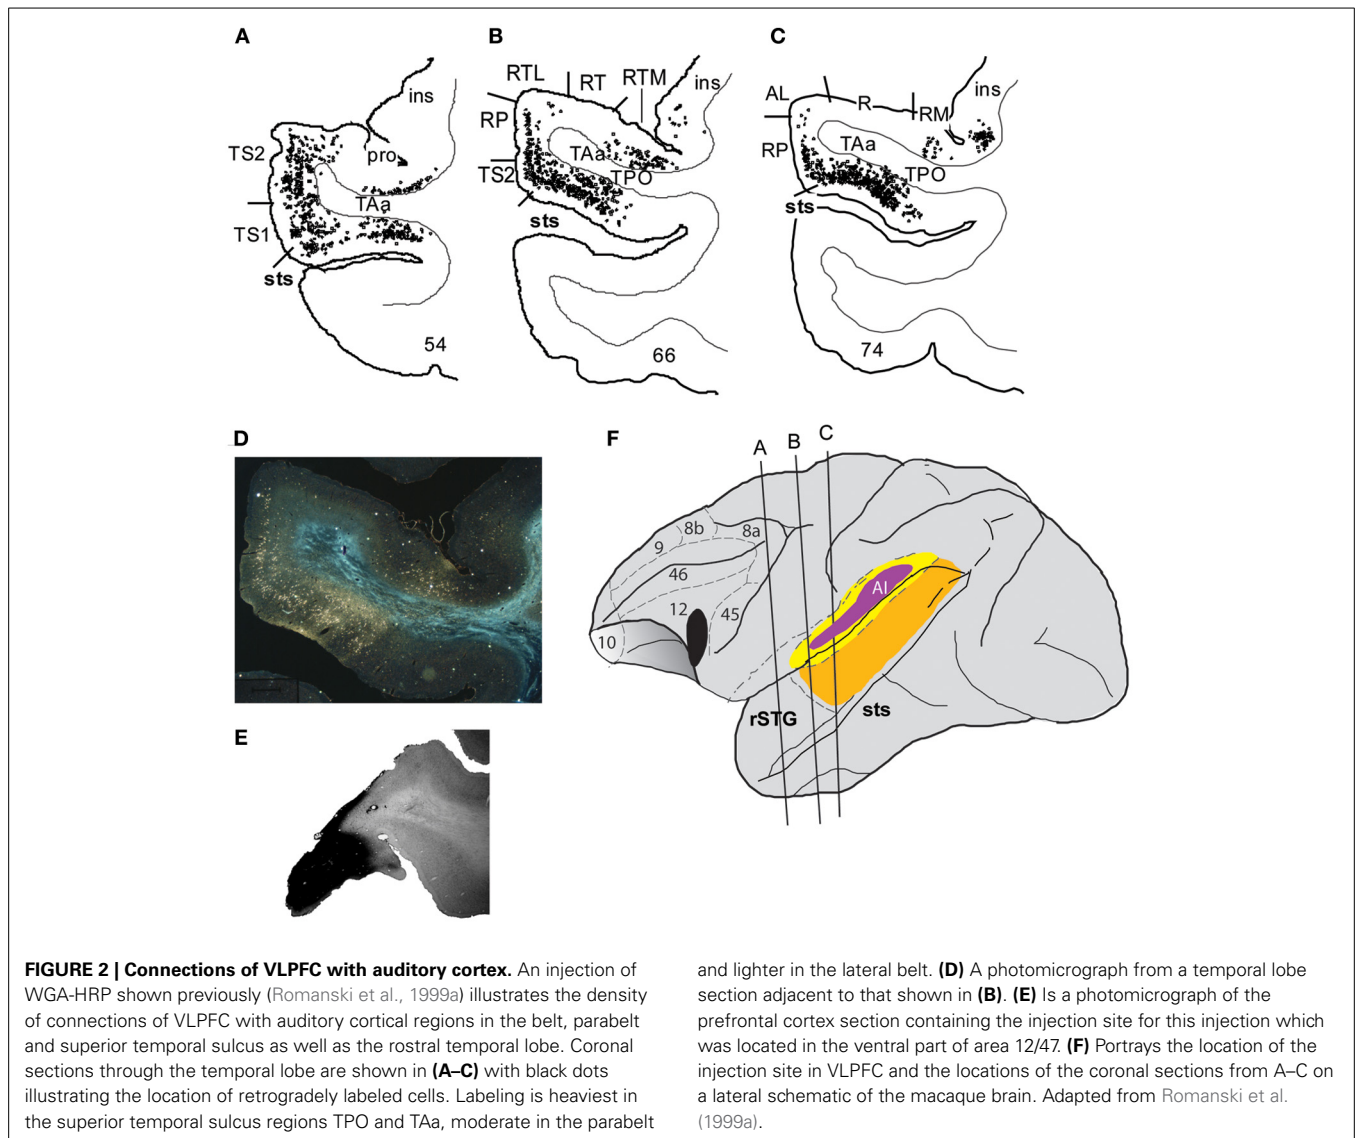 A
B
C
ins
TS2
pro
TAa
TS1
sts
54
RTL
RT
RTM
ins
RP
TAa
TPO
TS2
sts
66
AL
R
RM
ins
RP
TAa
TPO
sts
74
D
F
A
B
C
8b
8a
9
46
AI
12
45
10
rSTG
sts
E
FIGURE 2 | Connections of VLPFC with auditory cortex. An injection of
WGA-HRP shown previously (Romanski et al., 1999a) illustrates the density
of connections of VLPFC with auditory cortical regions in the belt, parabelt
and superior temporal sulcus as well as the rostral temporal lobe. Coronal
sections through the temporal lobe are shown in (A–C) with black dots
illustrating the location of retrogradely labeled cells. Labeling is heaviest in
the superior temporal sulcus regions TPO and TAa, moderate in the parabelt
and lighter in the lateral belt. (D) A photomicrograph from a temporal lobe
section adjacent to that shown in (B). (E) Is a photomicrograph of the
prefrontal cortex section containing the injection site for this injection which
was located in the ventral part of area 12/47. (F) Portrays the location of the
injection site in VLPFC and the locations of the coronal sections from A–C on
a lateral schematic of the macaque brain. Adapted from Romanski et al.
(1999a).